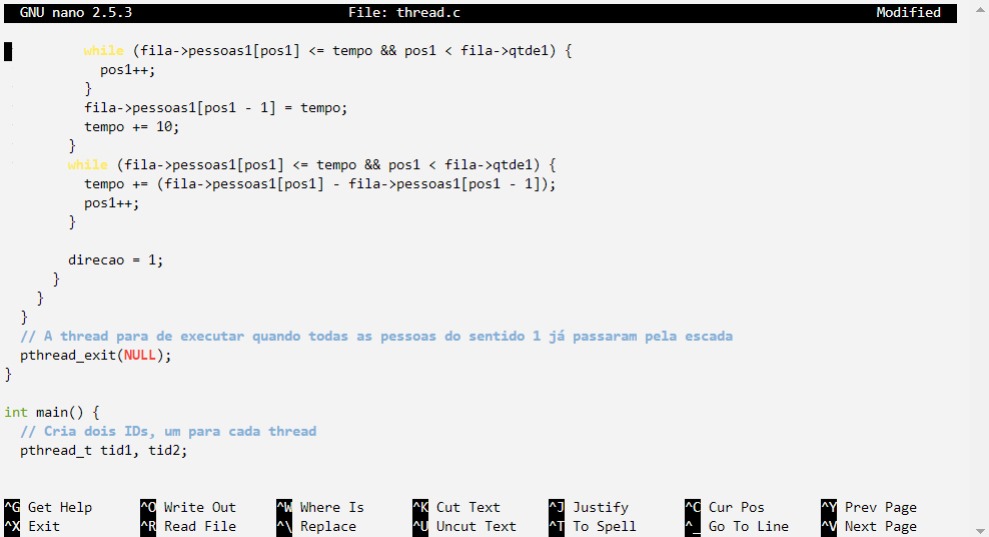 GNU nano 2.5.3 File: thread.c Modified
while (fila->pessoas1[pos1] <= tempo && pos1 < fila->qtde1) {
pos1++;
}
fila->pessoas1[pos1 - 1] = tempo;
tempo += 10;
}
while (fila->pessoas1[pos1] <= tempo && pos1 < fila->qtde1) {
tempo += (fila->pessoas1[pos1] - fila->pessoas1[pos1 - 1]);
pos1++;
}
direcao = 1;
}
}
}
// A thread para de executar quando todas as pessoas do sentido 1 já passaram pela escada
pthread_exit(NULL);
}
int main() {
// Cria dois IDs, um para cada thread
pthread_t tid1, tid2;
^G Get Help ^O Write Out ^W Where Is ^K Cut Text ^J Justify ^C Cur Pos ^Y Prev Page
^X Exit ^R Read File ^\ Replace ^U Uncut Text ^T To Spell ^_ Go To Line ^V Next Page